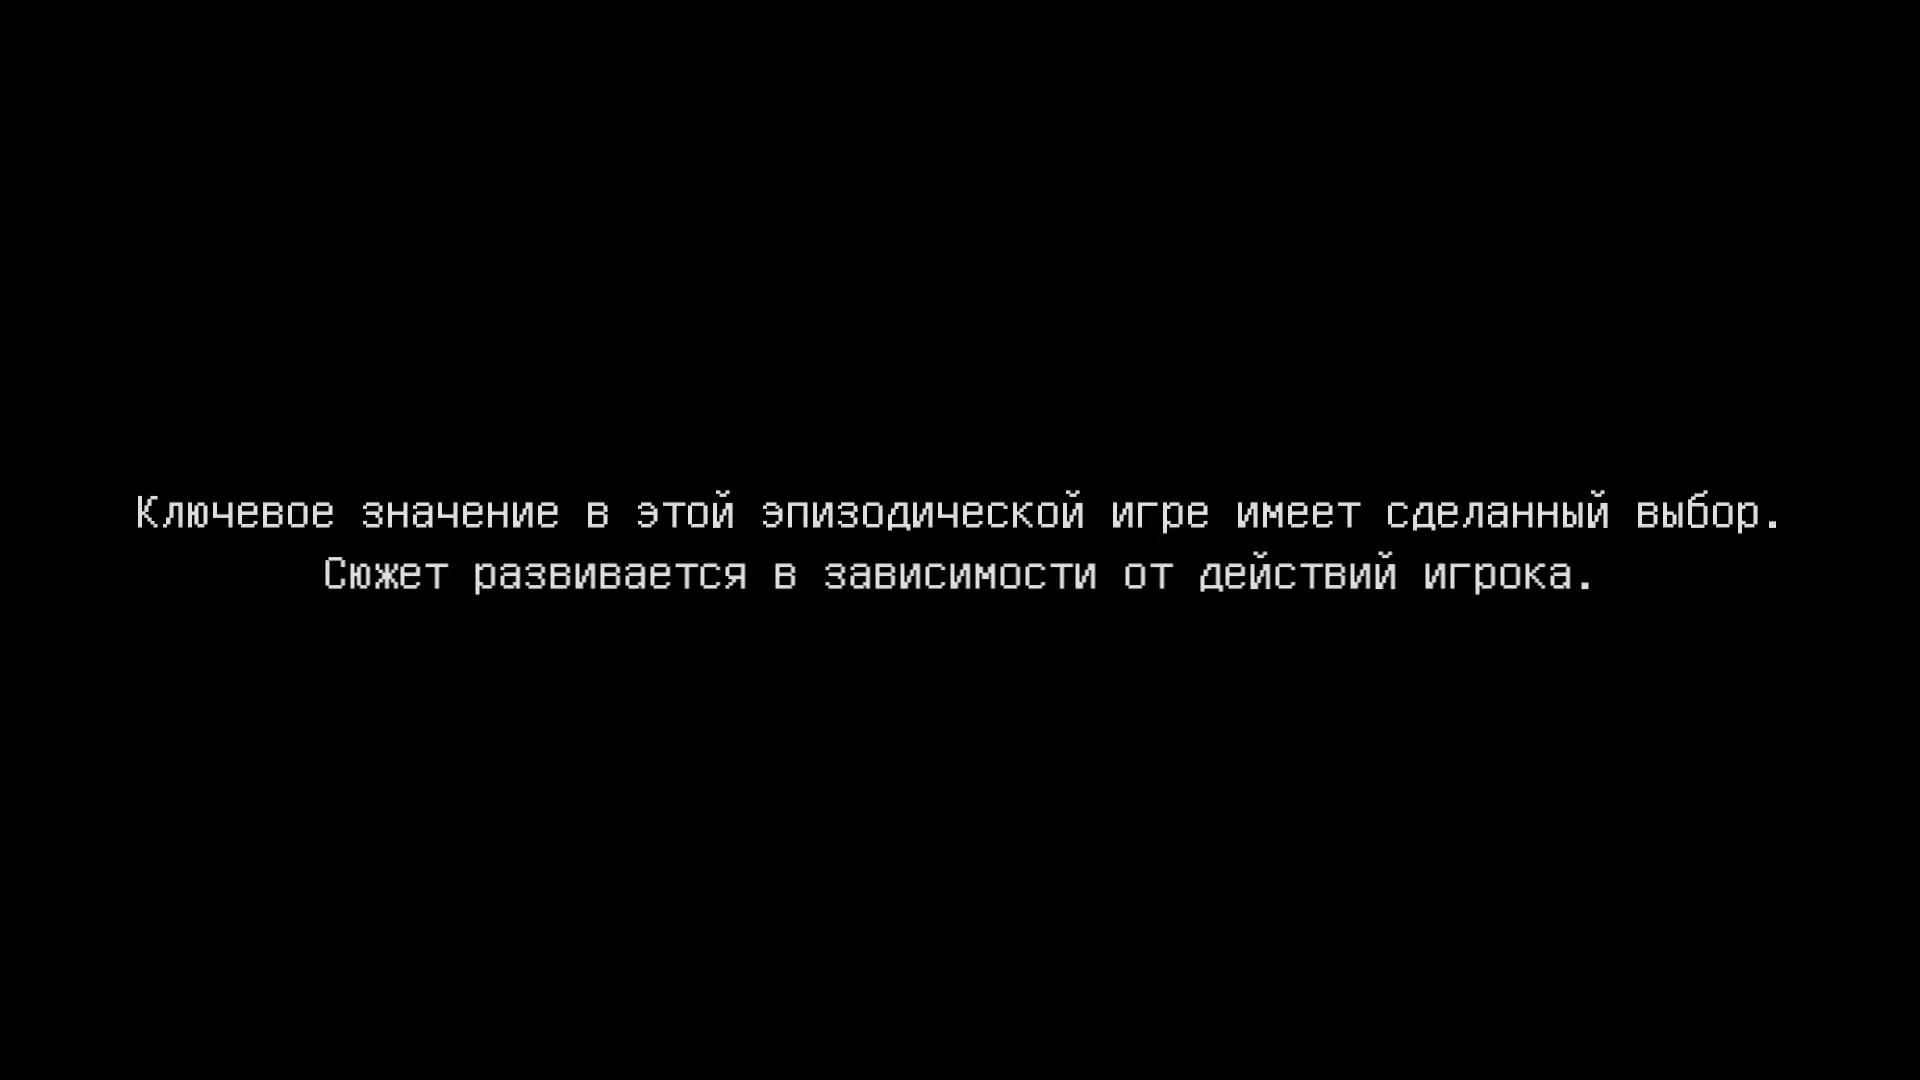 Ключевое значение в этой эпизодической игре имеет сделанный выбор.
Сюжет развивается в зависимости от действий игрока.